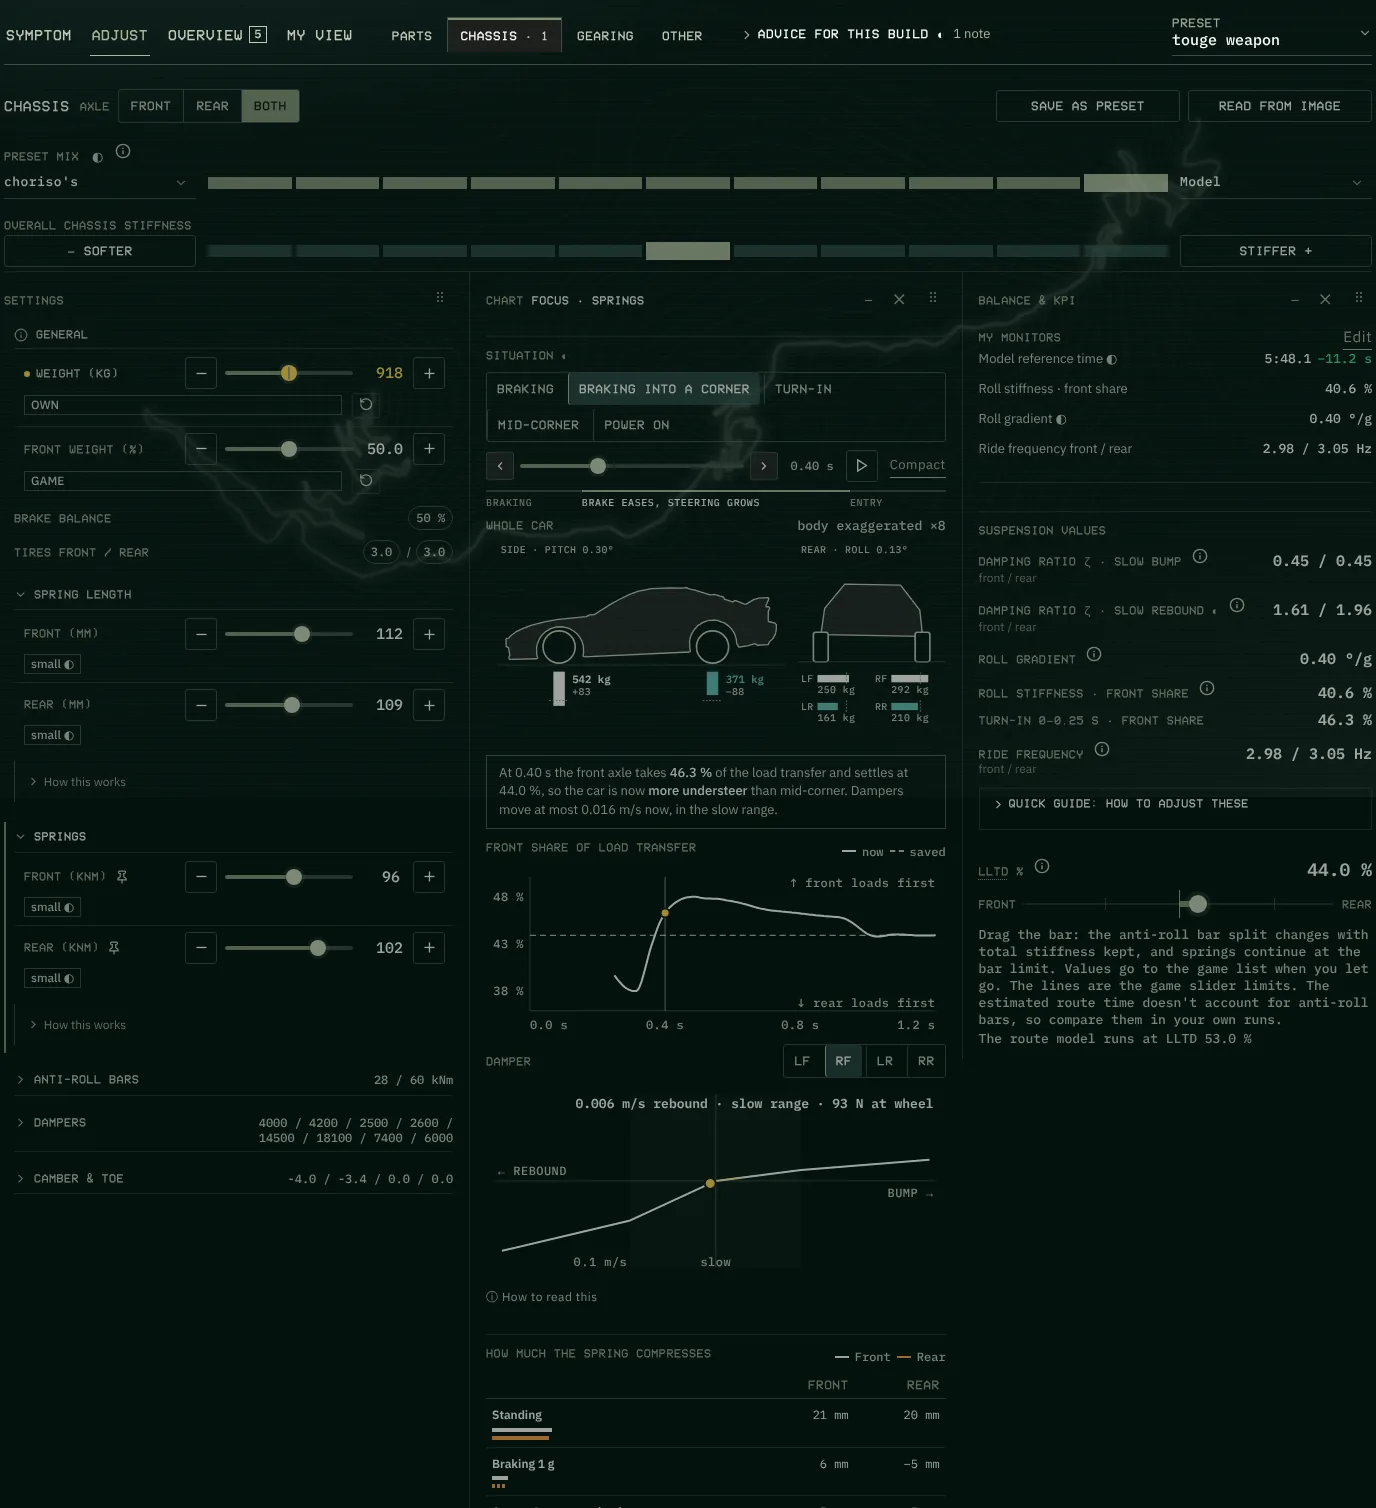 SYMPTOM ADJUST OVERVIEW 5 MY VIEW PARTS CHASSIS · 1 GEARING OTHER > ADVICE FOR THIS BUILD 1 note
PRESET
touge weapon
CHASSIS AXLE FRONT REAR BOTH SAVE AS PRESET READ FROM IMAGE
PRESET MIX
choriso's Model
OVERALL CHASSIS STIFFNESS
– SOFTER STIFFER +
SETTINGS
GENERAL
WEIGHT (KG) − 918 +
OWN
FRONT WEIGHT (%) − 50.0 +
GAME
BRAKE BALANCE 50 %
TIRES FRONT / REAR 3.0 / 3.0
SPRING LENGTH
FRONT (MM) − 112 +
small
REAR (MM) − 109 +
small
> How this works
SPRINGS
FRONT (KNM) − 96 +
small
REAR (KNM) − 102 +
small
> How this works
> ANTI-ROLL BARS 28 / 60 kNm
> DAMPERS 4000 / 4200 / 2500 / 2600 /
14500 / 18100 / 7400 / 6000
> CAMBER & TOE -4.0 / -3.4 / 0.0 / 0.0
CHART FOCUS · SPRINGS
SITUATION
BRAKING BRAKING INTO A CORNER TURN-IN
MID-CORNER POWER ON
0.40 s Compact
BRAKING BRAKE EASES, STEERING GROWS ENTRY
WHOLE CAR body exaggerated ×8
SIDE · PITCH 0.30° REAR · ROLL 0.13°
542 kg
+83
371 kg
−88
LF 250 kg
RF 292 kg
LR 161 kg
RR 210 kg
At 0.40 s the front axle takes 46.3 % of the load transfer and settles at
44.0 %, so the car is now more understeer than mid-corner. Dampers
move at most 0.016 m/s now, in the slow range.
FRONT SHARE OF LOAD TRANSFER now saved
↑ front loads first
48 %
43 %
38 %
↓ rear loads first
0.0 s 0.4 s 0.8 s 1.2 s
DAMPER LF RF LR RR
0.006 m/s rebound · slow range · 93 N at wheel
← REBOUND
BUMP →
0.1 m/s slow
How to read this
HOW MUCH THE SPRING COMPRESSES Front Rear
FRONT REAR
Standing 21 mm 20 mm
Braking 1 g 6 mm −5 mm
BALANCE & KPI
MY MONITORS Edit
Model reference time 5:48.1 −11.2 s
Roll stiffness · front share 40.6 %
Roll gradient 0.40 °/g
Ride frequency front / rear 2.98 / 3.05 Hz
SUSPENSION VALUES
DAMPING RATIO ζ · SLOW BUMP 0.45 / 0.45
front / rear
DAMPING RATIO ζ · SLOW REBOUND 1.61 / 1.96
front / rear
ROLL GRADIENT 0.40 °/g
ROLL STIFFNESS · FRONT SHARE 40.6 %
TURN-IN 0–0.25 S · FRONT SHARE 46.3 %
RIDE FREQUENCY 2.98 / 3.05 Hz
front / rear
> QUICK GUIDE: HOW TO ADJUST THESE
LLTD % 44.0 %
FRONT REAR
Drag the bar: the anti-roll bar split changes with
total stiffness kept, and springs continue at the
bar limit. Values go to the game list when you let
go. The lines are the game slider limits. The
estimated route time doesn't account for anti-roll
bars, so compare them in your own runs.
The route model runs at LLTD 53.0 %